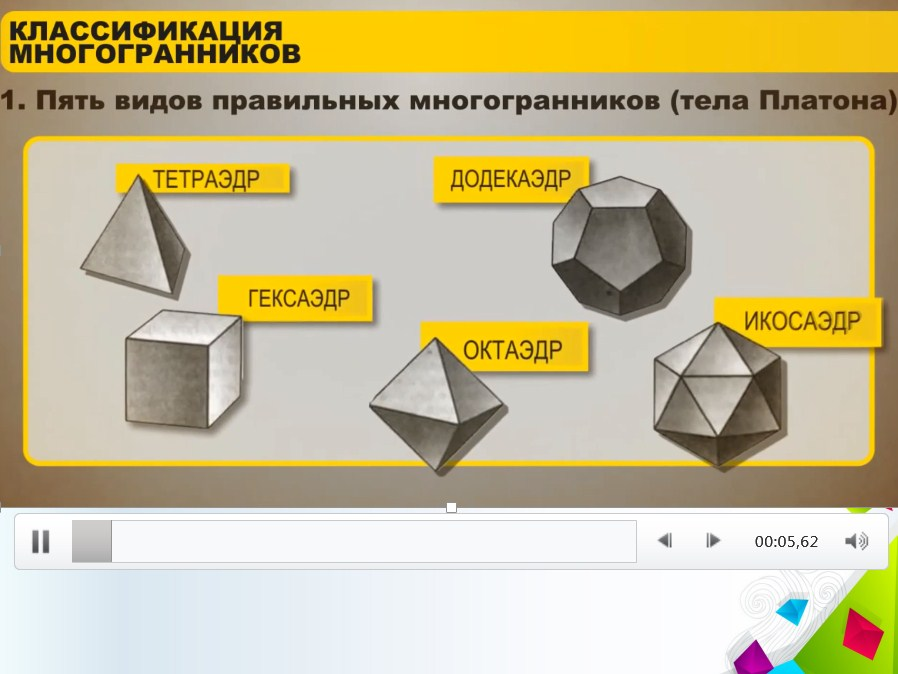 КЛАССИФИКАЦИЯ
МНОГОГРАННИКОВ
1. Пять видов правильных многогранников (тела Платона)
ТЕТРАЭДР
ДОДЕКАЭДР
ГЕКСАЭДР
ИКОСАЭДР
ОКТАЭДР
00:05,62